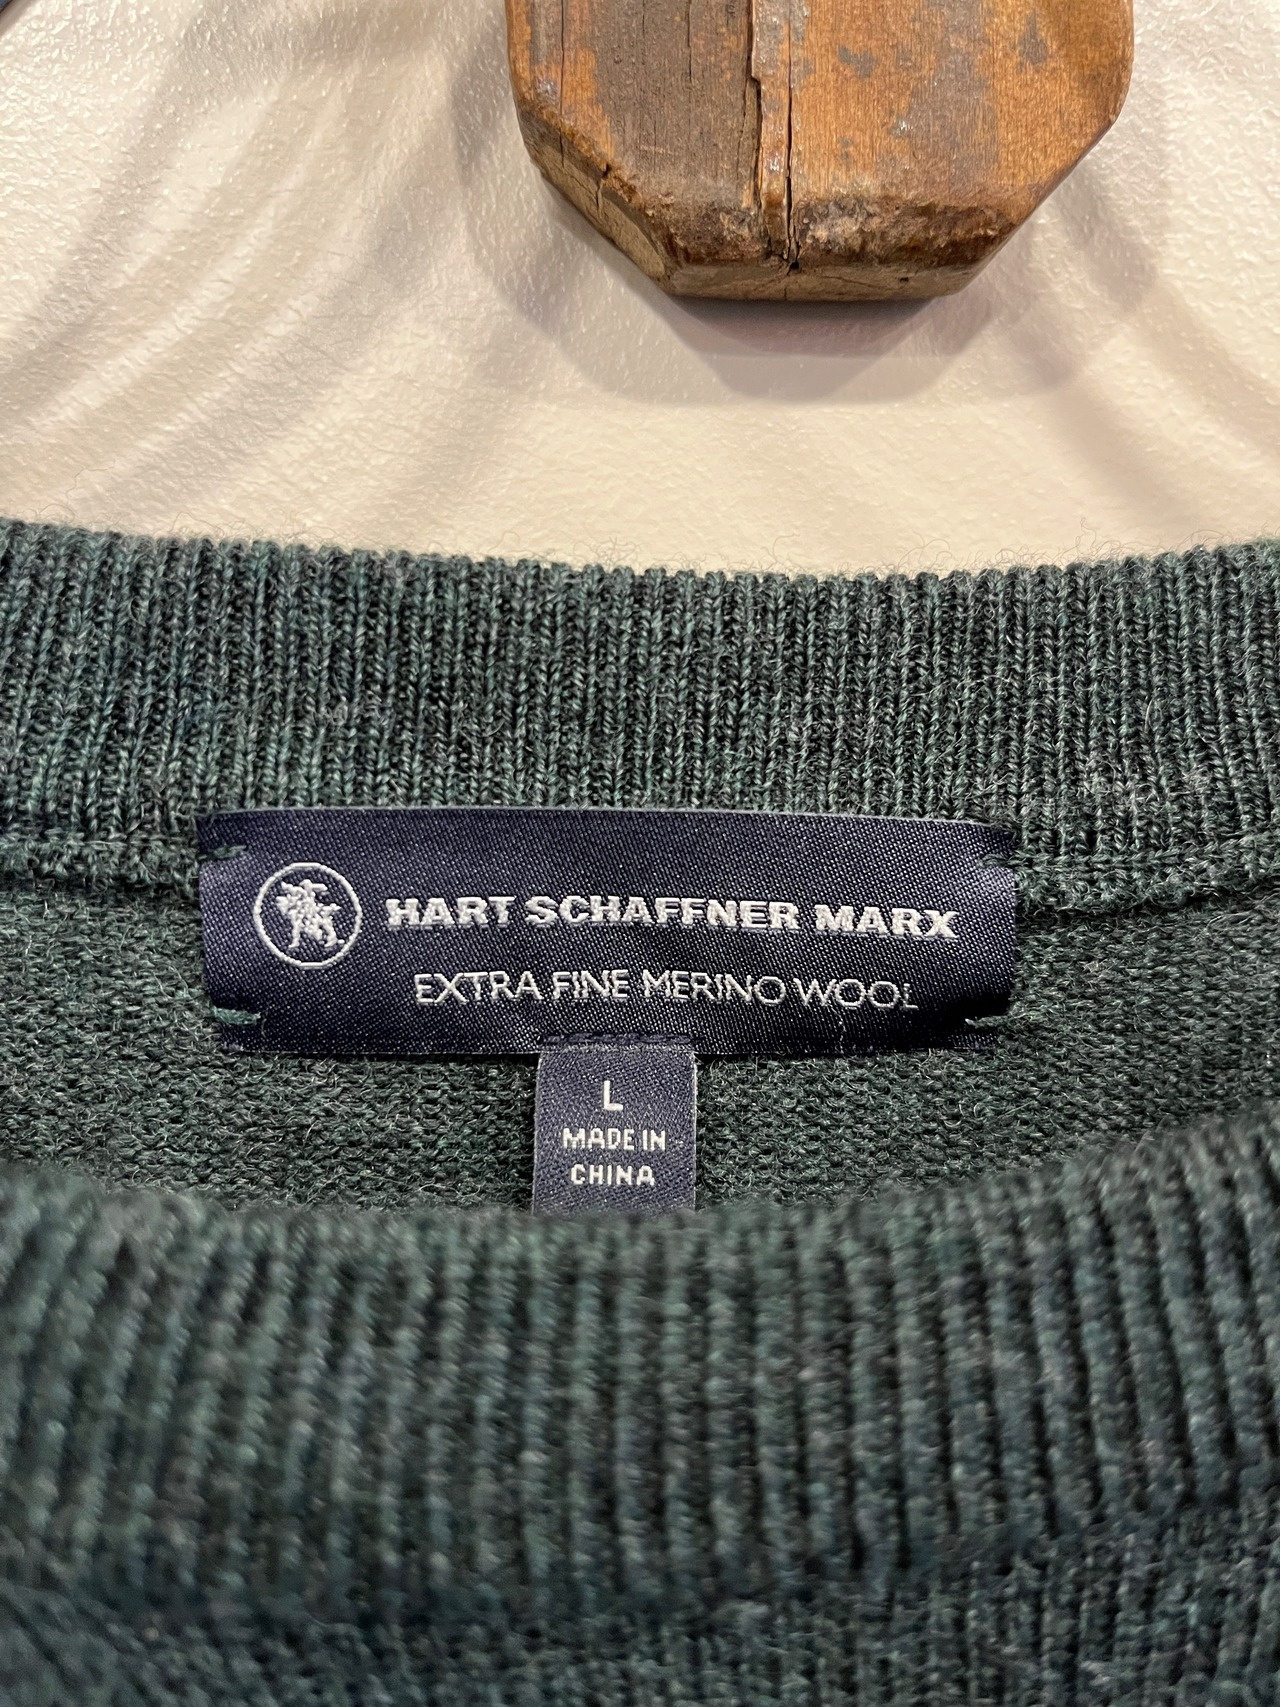 HART SCHAFFNER MARX
EXTRA FINE MERINO WOOL
L
MADE IN
CHINA